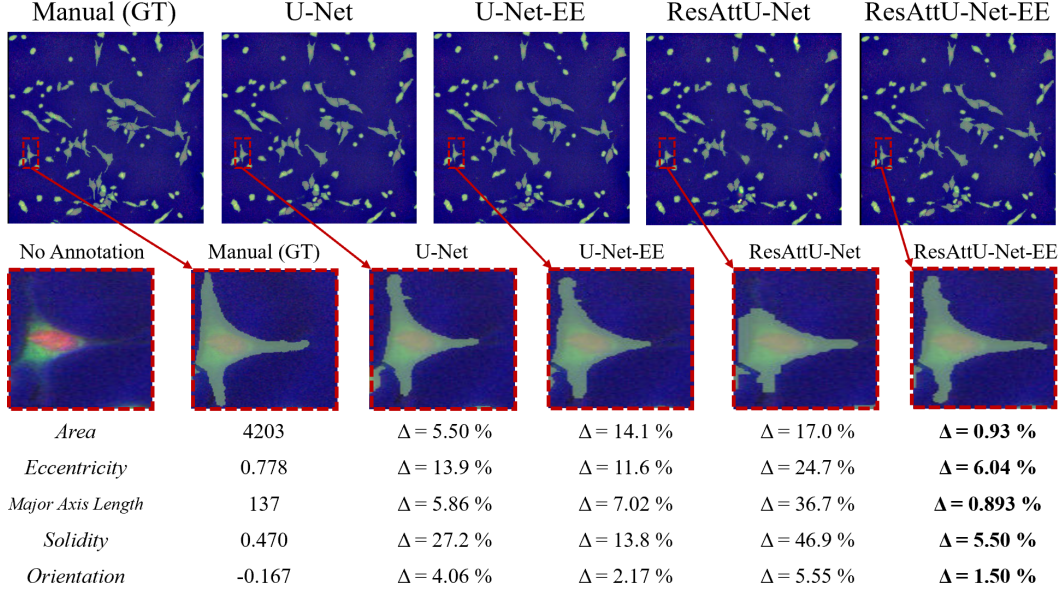 Manual (GT) U-Net U-Net-EE ResAttU-Net ResAttU-Net-EE
No Annotation Manual (GT) U-Net U-Net-EE ResAttU-Net ResAttU-Net-EE
Area 4203 Δ = 5.50 % Δ = 14.1 % Δ = 17.0 % Δ = 0.93 %
Eccentricity 0.778 Δ = 13.9 % Δ = 11.6 % Δ = 24.7 % Δ = 6.04 %
Major Axis Length 137 Δ = 5.86 % Δ = 7.02 % Δ = 36.7 % Δ = 0.893 %
Solidity 0.470 Δ = 27.2 % Δ = 13.8 % Δ = 46.9 % Δ = 5.50 %
Orientation -0.167 Δ = 4.06 % Δ = 2.17 % Δ = 5.55 % Δ = 1.50 %